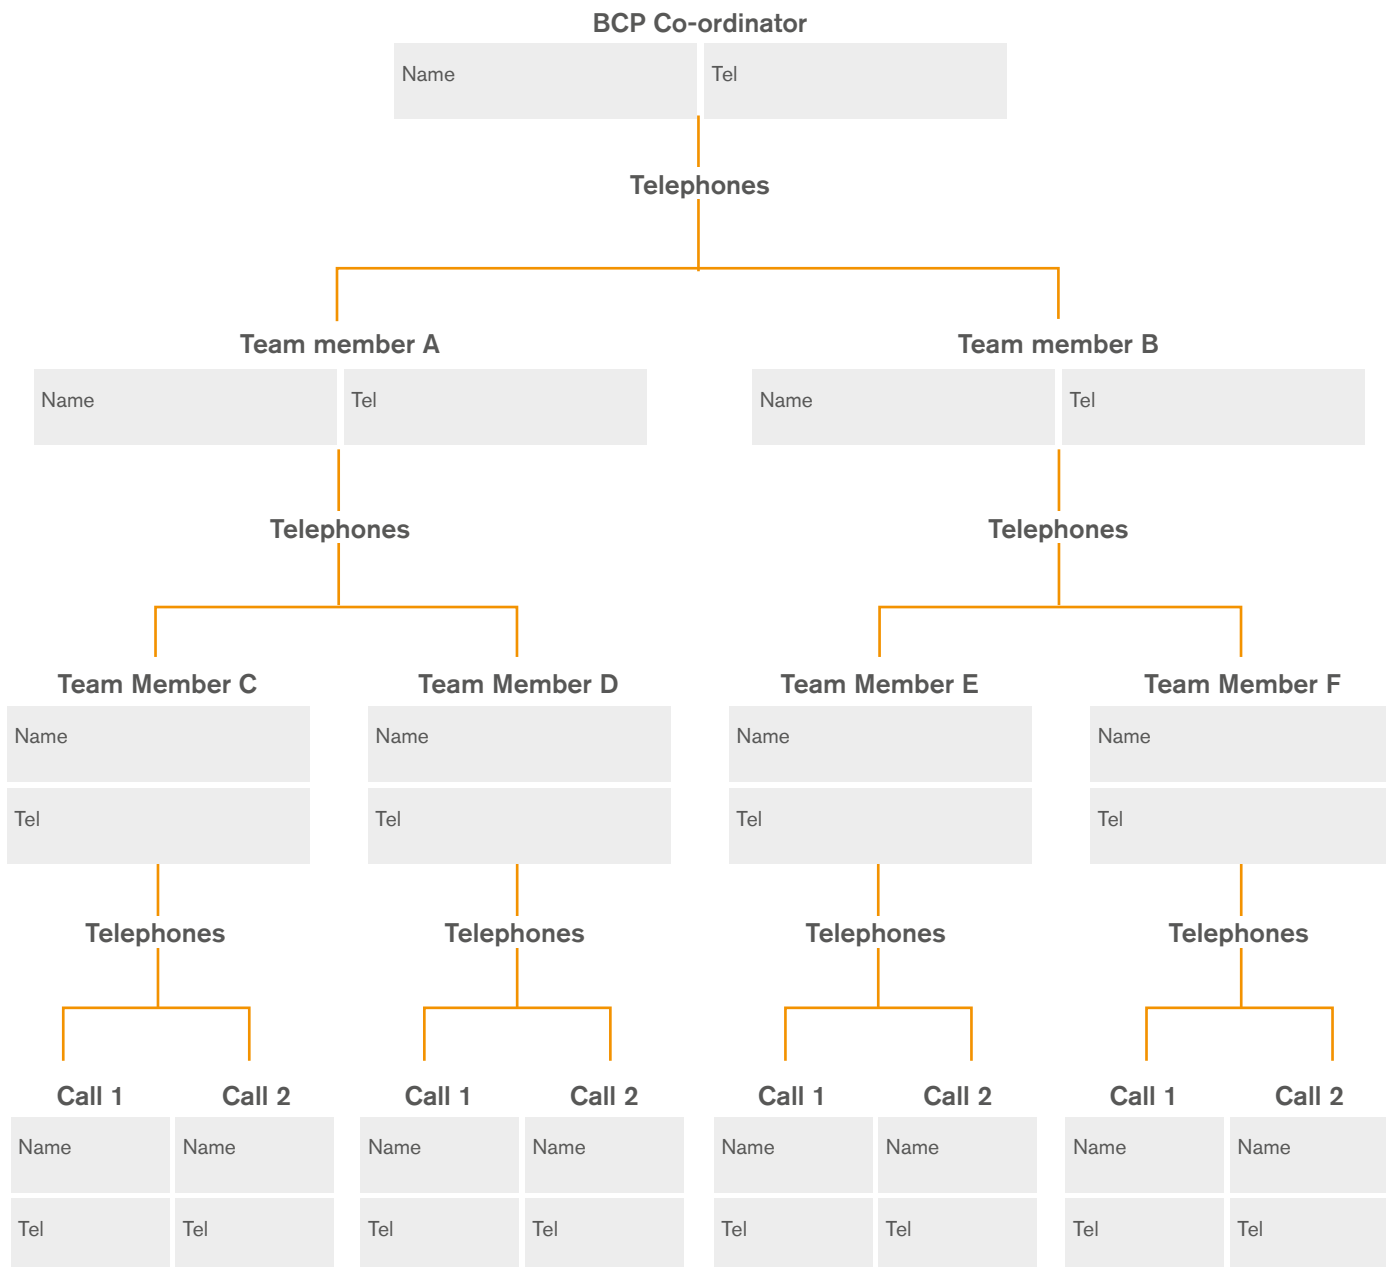 BCP Co-ordinator
Name Tel
Telephones
Team member A Team member B
Name Tel Name Tel
Telephones Telephones
Team Member C Team Member D Team Member E Team Member F
Name Name Name Name
Tel Tel Tel Tel
Telephones Telephones Telephones Telephones
Call 1 Call 2 Call 1 Call 2 Call 1 Call 2 Call 1 Call 2
Name Name Name Name Name Name Name Name
Tel Tel Tel Tel Tel Tel Tel Tel